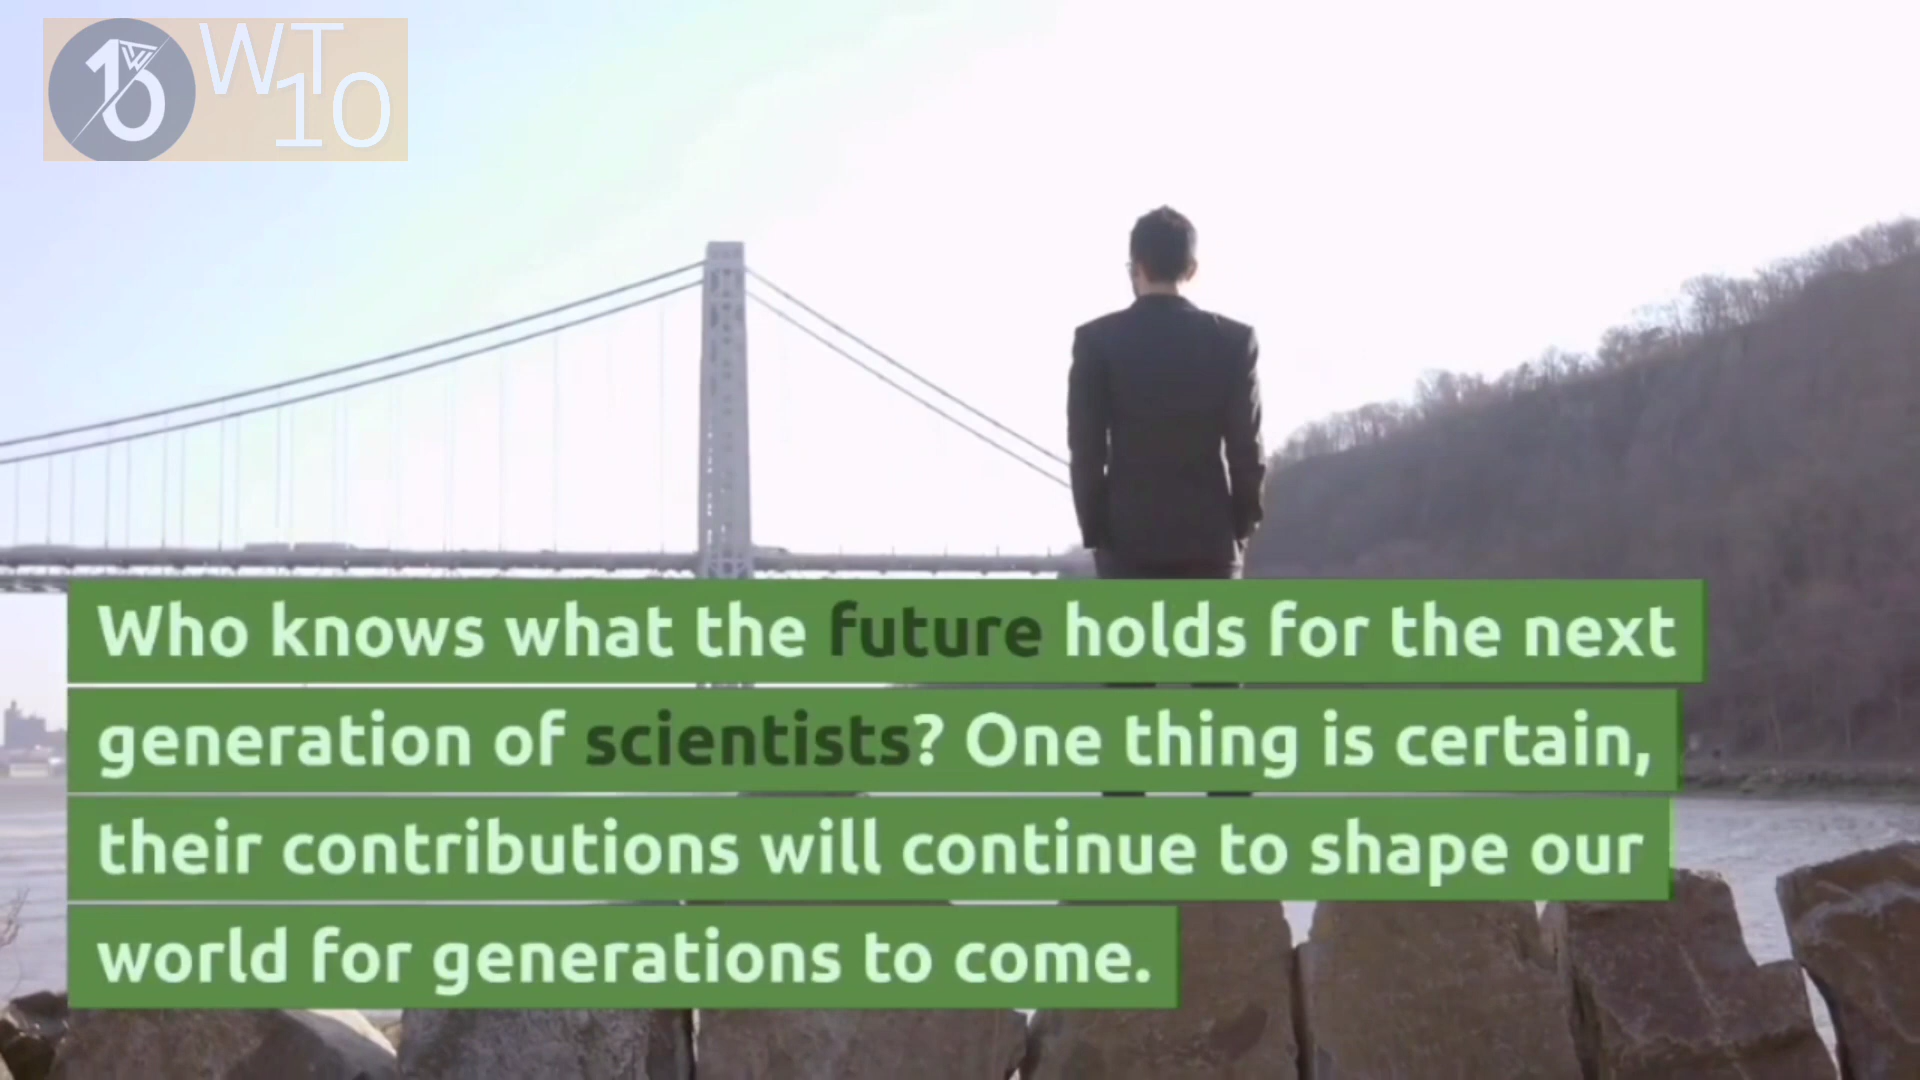 WT
10
10
Who knows what the future holds for the next
generation of scientists? One thing is certain,
their contributions will continue to shape our
world for generations to come.